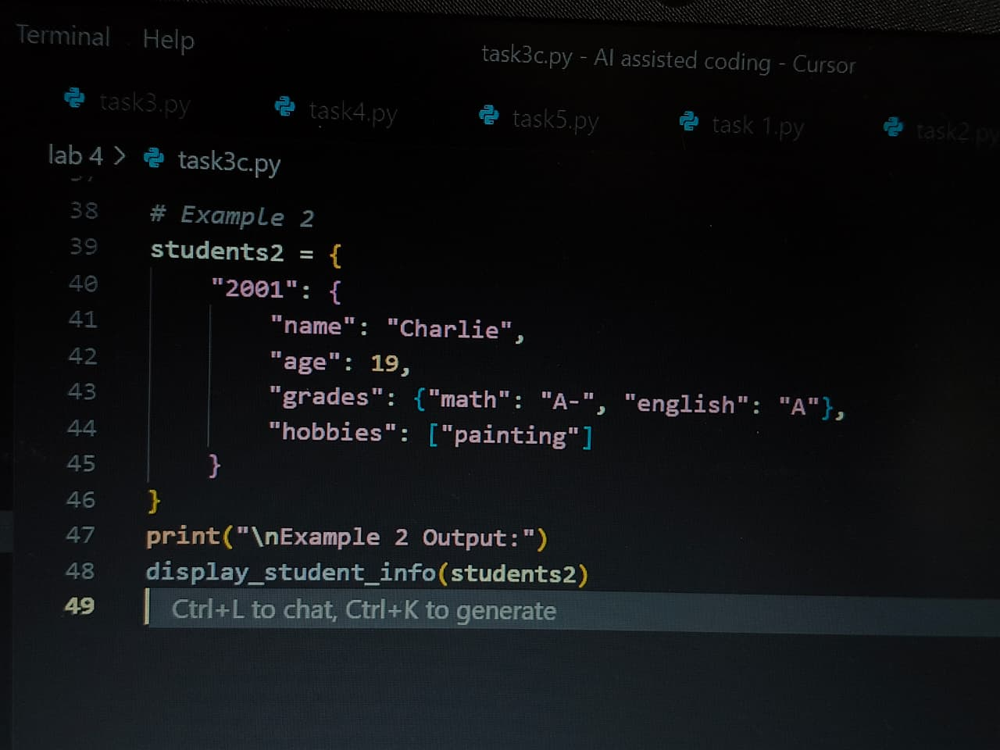 Terminal Help
task3c.py - AI assisted coding - Cursor
task3.py task4.py task5.py task 1.py task2.py
lab 4 > task3c.py
37
38 # Example 2
39 students2 = {
40     "2001": {
41         "name": "Charlie",
42         "age": 19,
43         "grades": {"math": "A-", "english": "A"},
44         "hobbies": ["painting"]
45     }
46 }
47 print("\nExample 2 Output:")
48 display_student_info(students2)
49 Ctrl+L to chat, Ctrl+K to generate